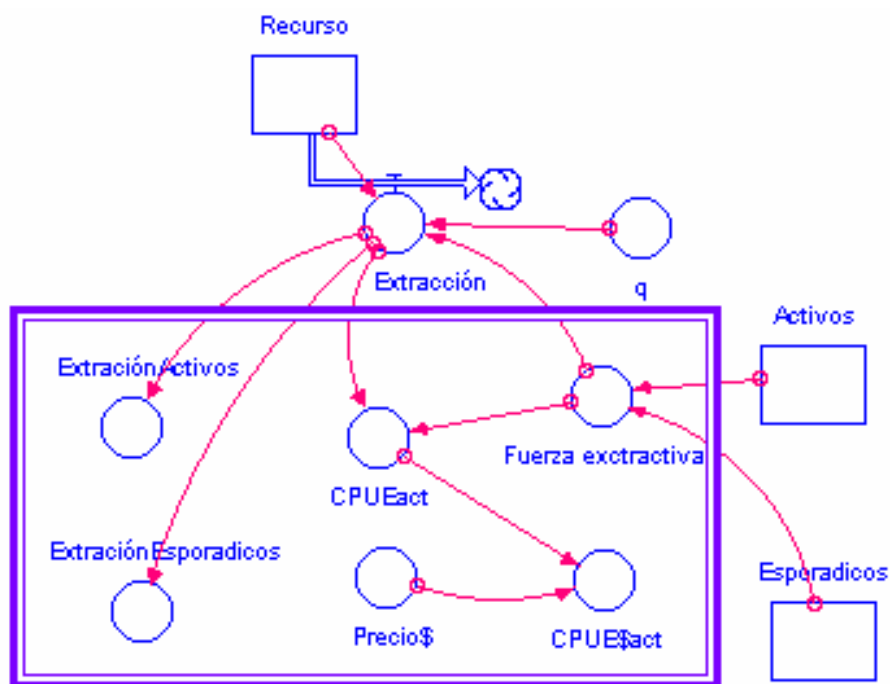 Recurso
Extracción
q
Activos
ExtraciónActivos
Fuerza exctractiva
CPUEact
ExtraciónEsporadicos
Esporadicos
Precio$
CPUE$act